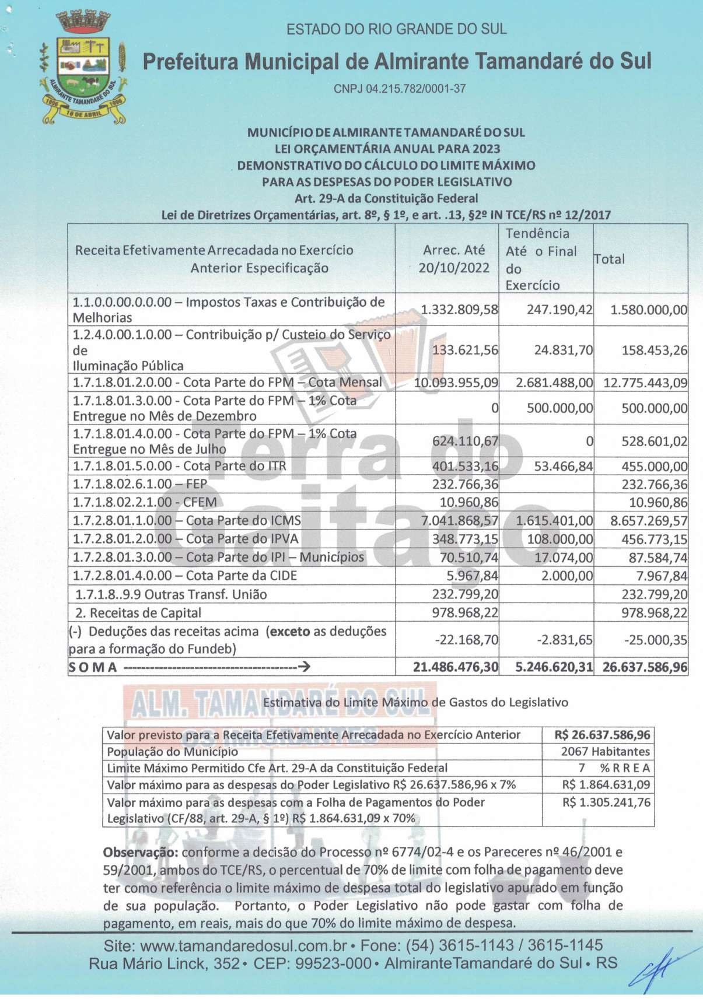 ESTADO DO RIO GRANDE DO SUL
Prefeitura Municipal de Almirante Tamandaré do Sul
CNPJ 04.215.782/0001-37
ALMIRANTE TAMANDARÉ DO SUL
1996 16 DE ABRIL 1996
MUNICÍPIO DE ALMIRANTE TAMANDARÉ DO SUL
LEI ORÇAMENTÁRIA ANUAL PARA 2023
DEMONSTRATIVO DO CÁLCULO DO LIMITE MÁXIMO
PARA AS DESPESAS DO PODER LEGISLATIVO
Art. 29-A da Constituição Federal
Lei de Diretrizes Orçamentárias, art. 8º, § 1º, e art. .13, §2º IN TCE/RS nº 12/2017
Receita Efetivamente Arrecadada no Exercício
Anterior Especificação
Arrec. Até
20/10/2022
Tendência
Até o Final
do
Exercício
Total
1.1.0.0.00.0.0.00 – Impostos Taxas e Contribuição de
Melhorias
1.332.809,58 247.190,42 1.580.000,00
1.2.4.0.00.1.0.00 – Contribuição p/ Custeio do Serviço
de
Iluminação Pública
133.621,56 24.831,70 158.453,26
1.7.1.8.01.2.0.00 - Cota Parte do FPM – Cota Mensal 10.093.955,09 2.681.488,00 12.775.443,09
1.7.1.8.01.3.0.00 - Cota Parte do FPM – 1% Cota
Entregue no Mês de Dezembro
0 500.000,00 500.000,00
1.7.1.8.01.4.0.00 - Cota Parte do FPM – 1% Cota
Entregue no Mês de Julho
624.110,67 0 528.601,02
1.7.1.8.01.5.0.00 - Cota Parte do ITR 401.533,16 53.466,84 455.000,00
1.7.1.8.02.6.1.00 – FEP 232.766,36 232.766,36
1.7.1.8.02.2.1.00 - CFEM 10.960,86 10.960,86
1.7.2.8.01.1.0.00 – Cota Parte do ICMS 7.041.868,57 1.615.401,00 8.657.269,57
1.7.2.8.01.2.0.00 – Cota Parte do IPVA 348.773,15 108.000,00 456.773,15
1.7.2.8.01.3.0.00 – Cota Parte do IPI – Municípios 70.510,74 17.074,00 87.584,74
1.7.2.8.01.4.0.00 – Cota Parte da CIDE 5.967,84 2.000,00 7.967,84
1.7.1.8..9.9 Outras Transf. União 232.799,20 232.799,20
2. Receitas de Capital 978.968,22 978.968,22
(-) Deduções das receitas acima (exceto as deduções
para a formação do Fundeb)
-22.168,70 -2.831,65 -25.000,35
S O M A ----------------------------------------→ 21.486.476,30 5.246.620,31 26.637.586,96
Terra do
Gaitaço
ALM. TAMANDARÉ DO SUL
OS IMIGRANTES
Estimativa do Limite Máximo de Gastos do Legislativo
Valor previsto para a Receita Efetivamente Arrecadada no Exercício Anterior R$ 26.637.586,96
População do Município 2067 Habitantes
Limite Máximo Permitido Cfe Art. 29-A da Constituição Federal 7 % R R E A
Valor máximo para as despesas do Poder Legislativo R$ 26.637.586,96 x 7% R$ 1.864.631,09
Valor máximo para as despesas com a Folha de Pagamentos do Poder
Legislativo (CF/88, art. 29-A, § 1º) R$ 1.864.631,09 x 70%
R$ 1.305.241,76
Observação: conforme a decisão do Processo nº 6774/02-4 e os Pareceres nº 46/2001 e
59/2001, ambos do TCE/RS, o percentual de 70% de limite com folha de pagamento deve
ter como referência o limite máximo de despesa total do legislativo apurado em função
de sua população. Portanto, o Poder Legislativo não pode gastar com folha de
pagamento, em reais, mais do que 70% do limite máximo de despesa.
Site: www.tamandaredosul.com.br • Fone: (54) 3615-1143 / 3615-1145
Rua Mário Linck, 352 • CEP: 99523-000 • Almirante Tamandaré do Sul • RS